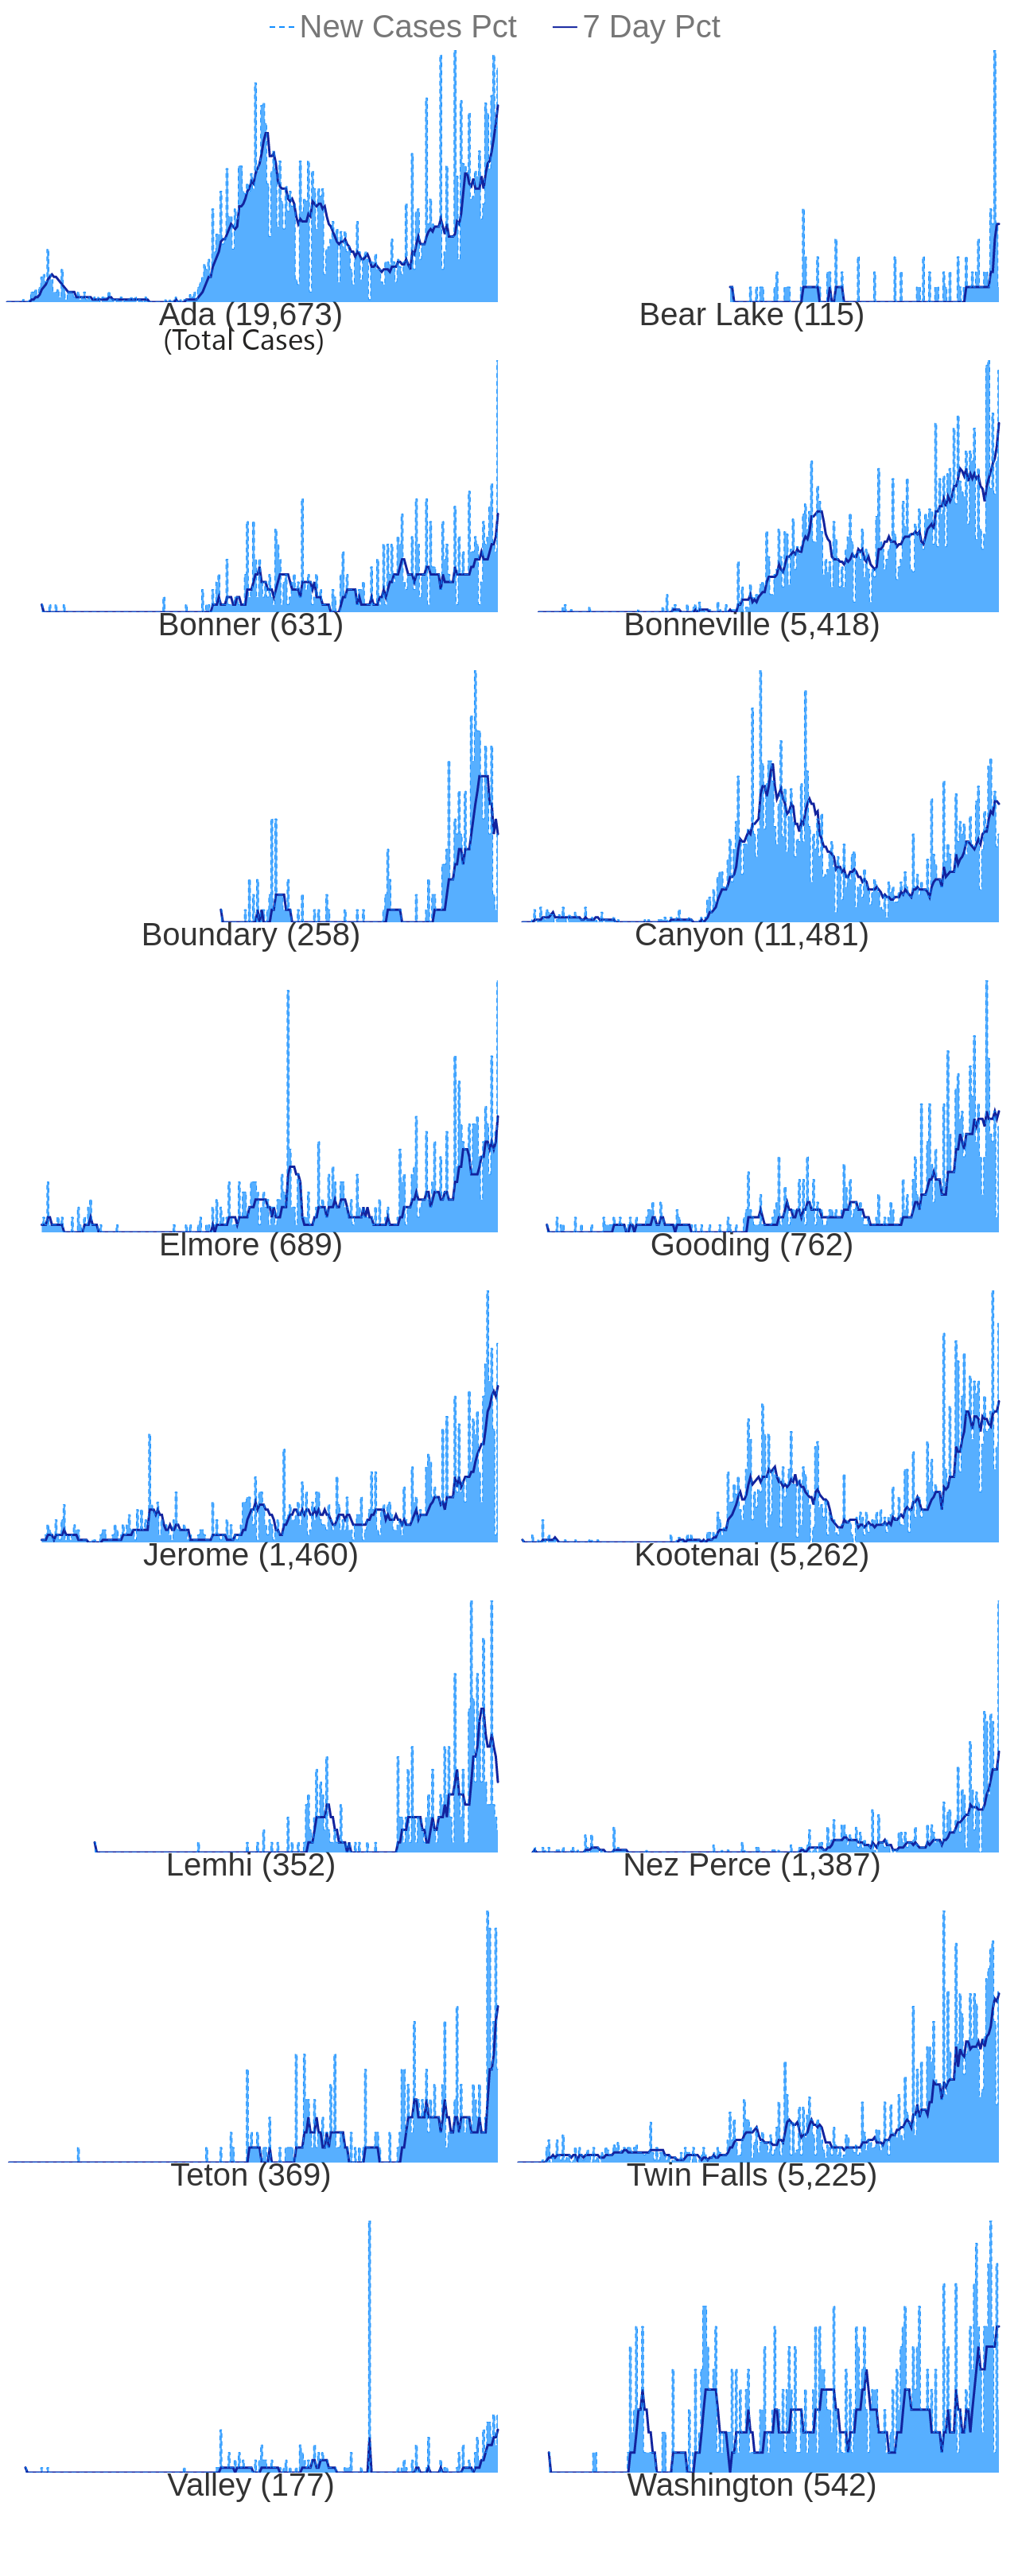 New Cases Pct 7 Day Pct
Ada (19,673) Bear Lake (115)
(Total Cases)
Bonner (631) Bonneville (5,418)
Boundary (258) Canyon (11,481)
Elmore (689) Gooding (762)
Jerome (1,460) Kootenai (5,262)
Lemhi (352) Nez Perce (1,387)
Teton (369) Twin Falls (5,225)
Valley (177) Washington (542)